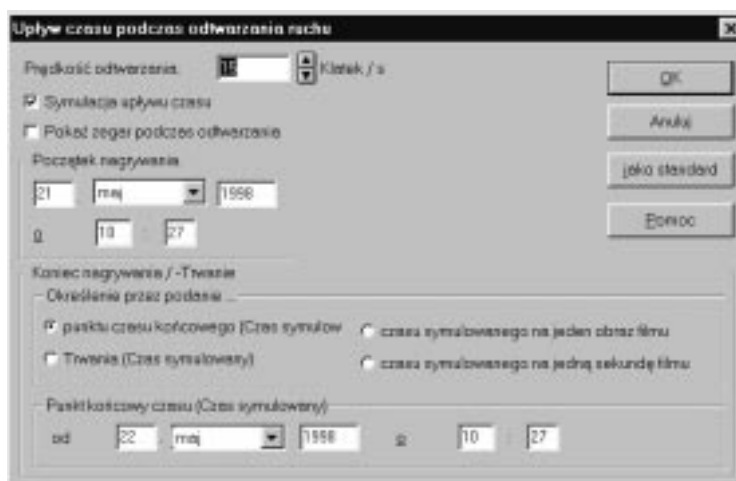 Upływ czasu podczas odtwarzania ruchu
Prędkość odtwarzania: 15 Klatek / s
OK
Symulacja upływu czasu
Anuluj
Pokaż zegar podczas odtwarzania
Początek nagrywania
jako standard
21 maj 1998
o 10 : 27
Pomoc
Koniec nagrywania / -Trwanie
Określenie przez podanie ...
punktu czasu końcowego (Czas symulow
czasu symulowanego na jeden obraz filmu
Trwania (Czas symulowany)
czasu symulowanego na jedną sekundę filmu
Punkt końcowy czasu (Czas symulowany)
od 22 . maj 1998 o 10 : 27